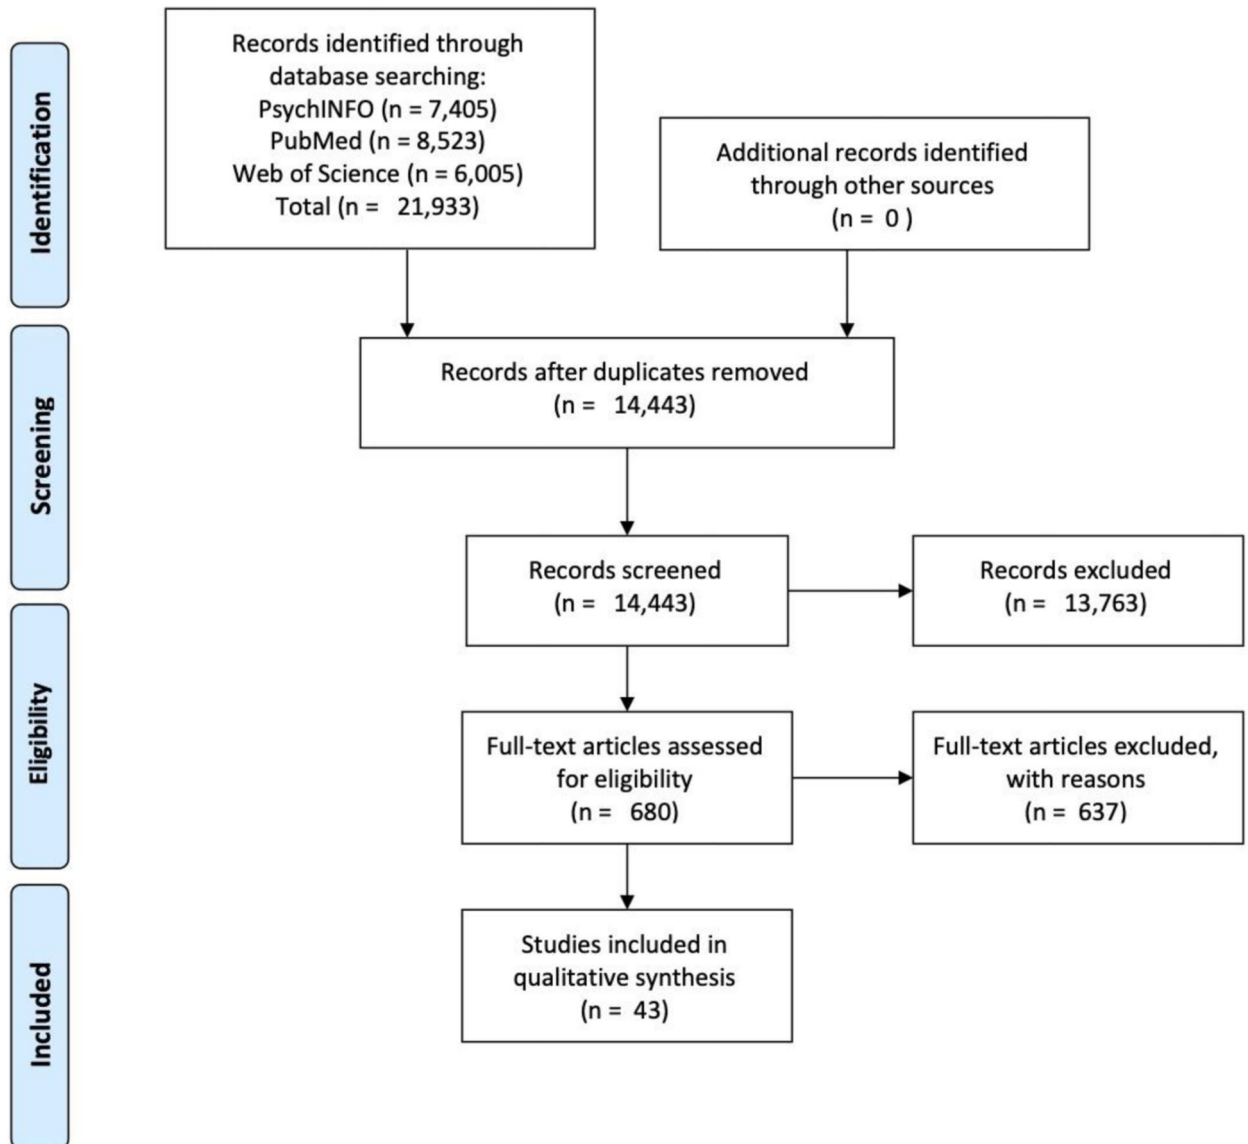 Identification
Records identified through
database searching:
PsychINFO (n = 7,405)
PubMed (n = 8,523)
Web of Science (n = 6,005)
Total (n = 21,933)
Additional records identified
through other sources
(n = 0 )
Screening
Records after duplicates removed
(n = 14,443)
Records screened
(n = 14,443)
Records excluded
(n = 13,763)
Eligibility
Full-text articles assessed
for eligibility
(n = 680)
Full-text articles excluded,
with reasons
(n = 637)
Included
Studies included in
qualitative synthesis
(n = 43)